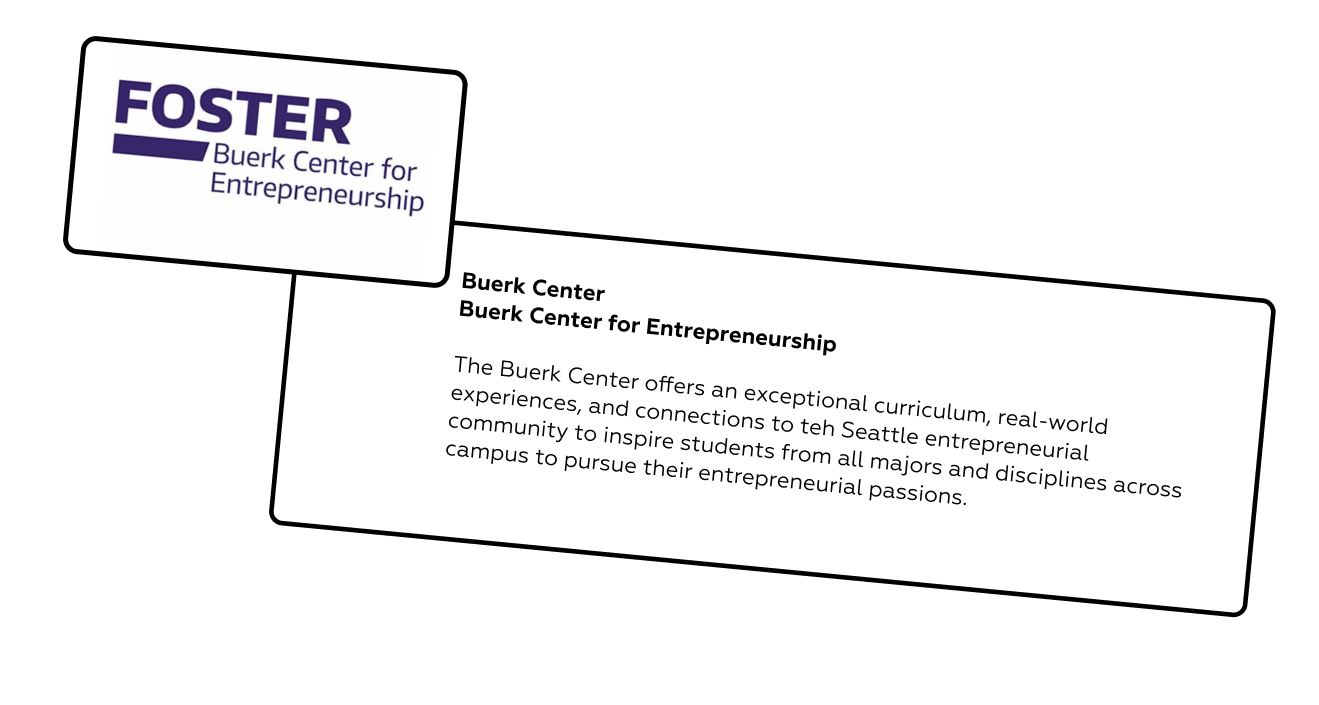 FOSTER
Buerk Center for
Entrepreneurship
Buerk Center
Buerk Center for Entrepreneurship
The Buerk Center offers an exceptional curriculum, real-world
experiences, and connections to teh Seattle entrepreneurial
community to inspire students from all majors and disciplines across
campus to pursue their entrepreneurial passions.